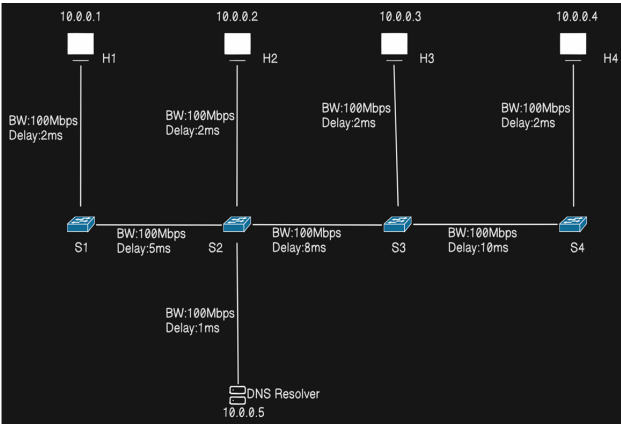 10.0.0.1
10.0.0.2
10.0.0.3
10.0.0.4
H1
H2
H3
H4
BW:100Mbps
Delay:2ms
BW:100Mbps
Delay:2ms
BW:100Mbps
Delay:2ms
BW:100Mbps
Delay:2ms
S1
BW:100Mbps
Delay:5ms
S2
BW:100Mbps
Delay:8ms
S3
BW:100Mbps
Delay:10ms
S4
BW:100Mbps
Delay:1ms
DNS Resolver
10.0.0.5